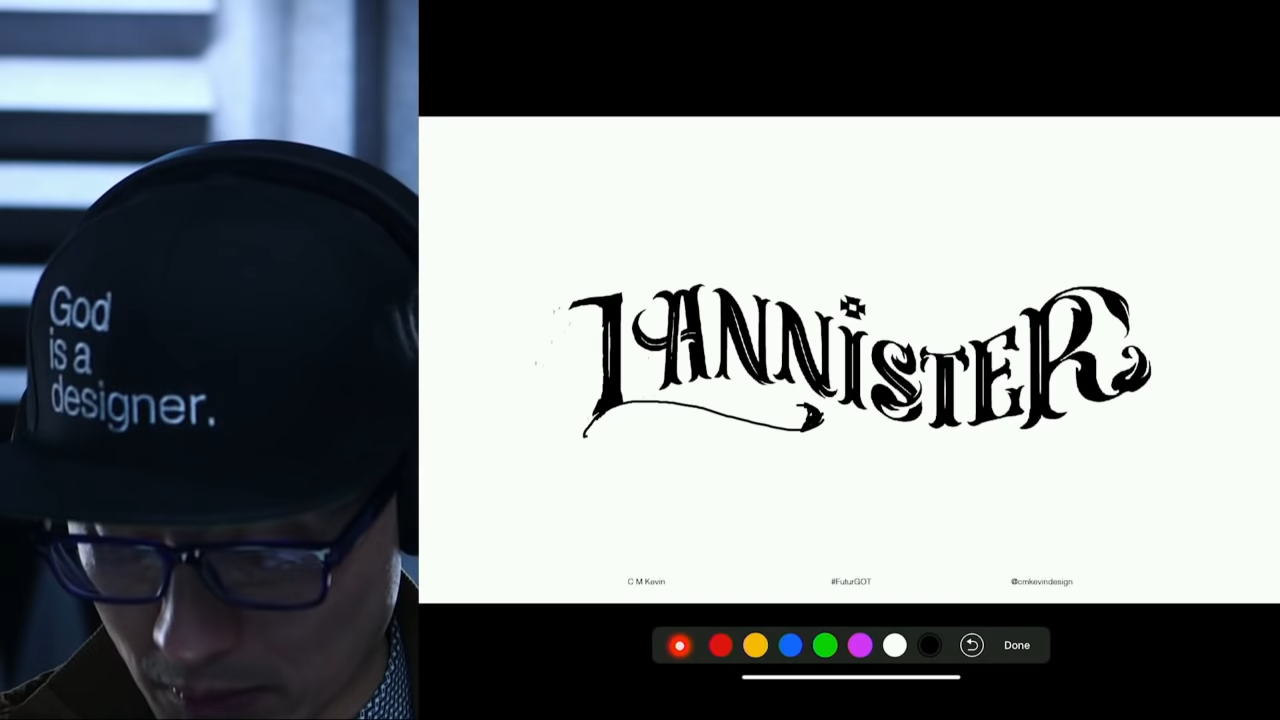 God
is a
designer.
LANNiSTER
C M Kevin
#FuturGOT
@cmkevindesign
Done